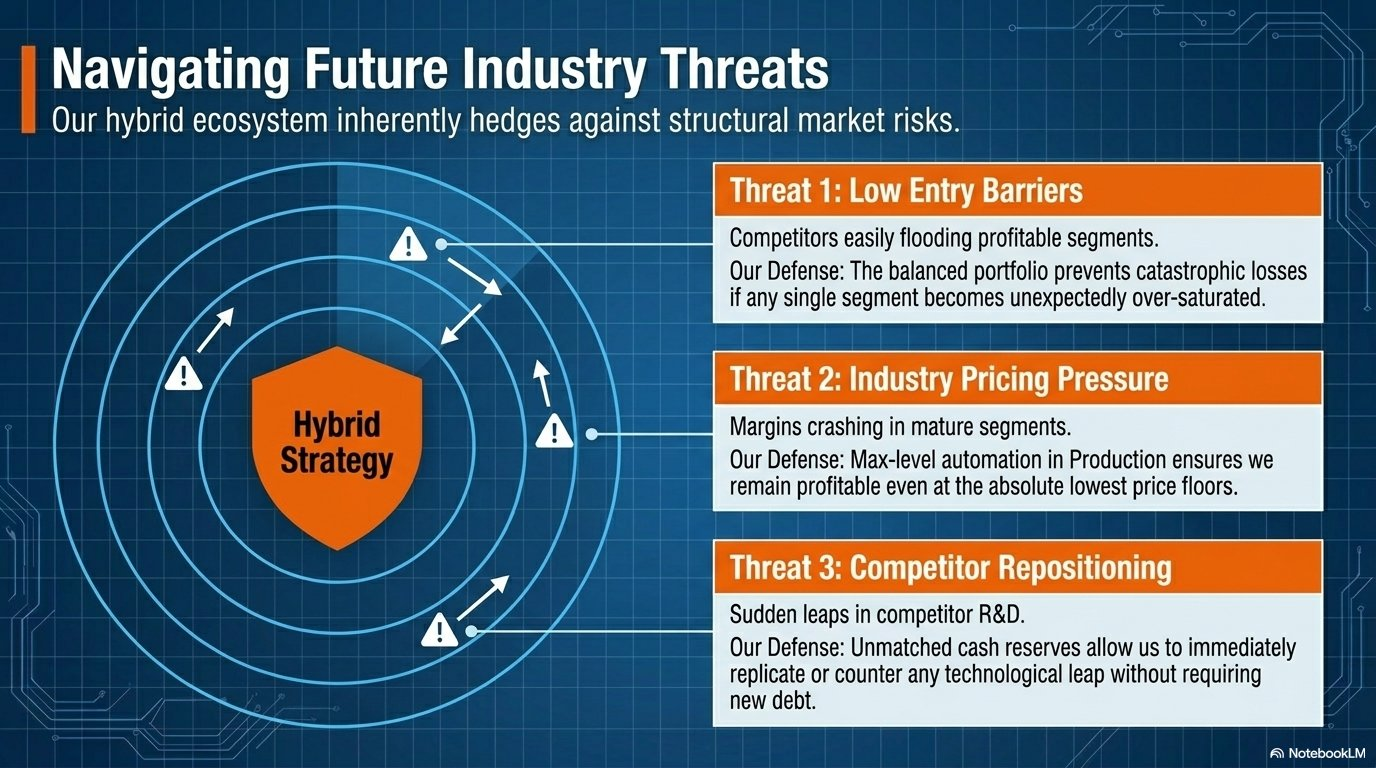 Navigating Future Industry Threats
Our hybrid ecosystem inherently hedges against structural market risks.
Hybrid
Strategy
Threat 1: Low Entry Barriers
Competitors easily flooding profitable segments.
Our Defense: The balanced portfolio prevents catastrophic losses
if any single segment becomes unexpectedly over-saturated.
Threat 2: Industry Pricing Pressure
Margins crashing in mature segments.
Our Defense: Max-level automation in Production ensures we
remain profitable even at the absolute lowest price floors.
Threat 3: Competitor Repositioning
Sudden leaps in competitor R&D.
Our Defense: Unmatched cash reserves allow us to immediately
replicate or counter any technological leap without requiring
new debt.
NotebookLM